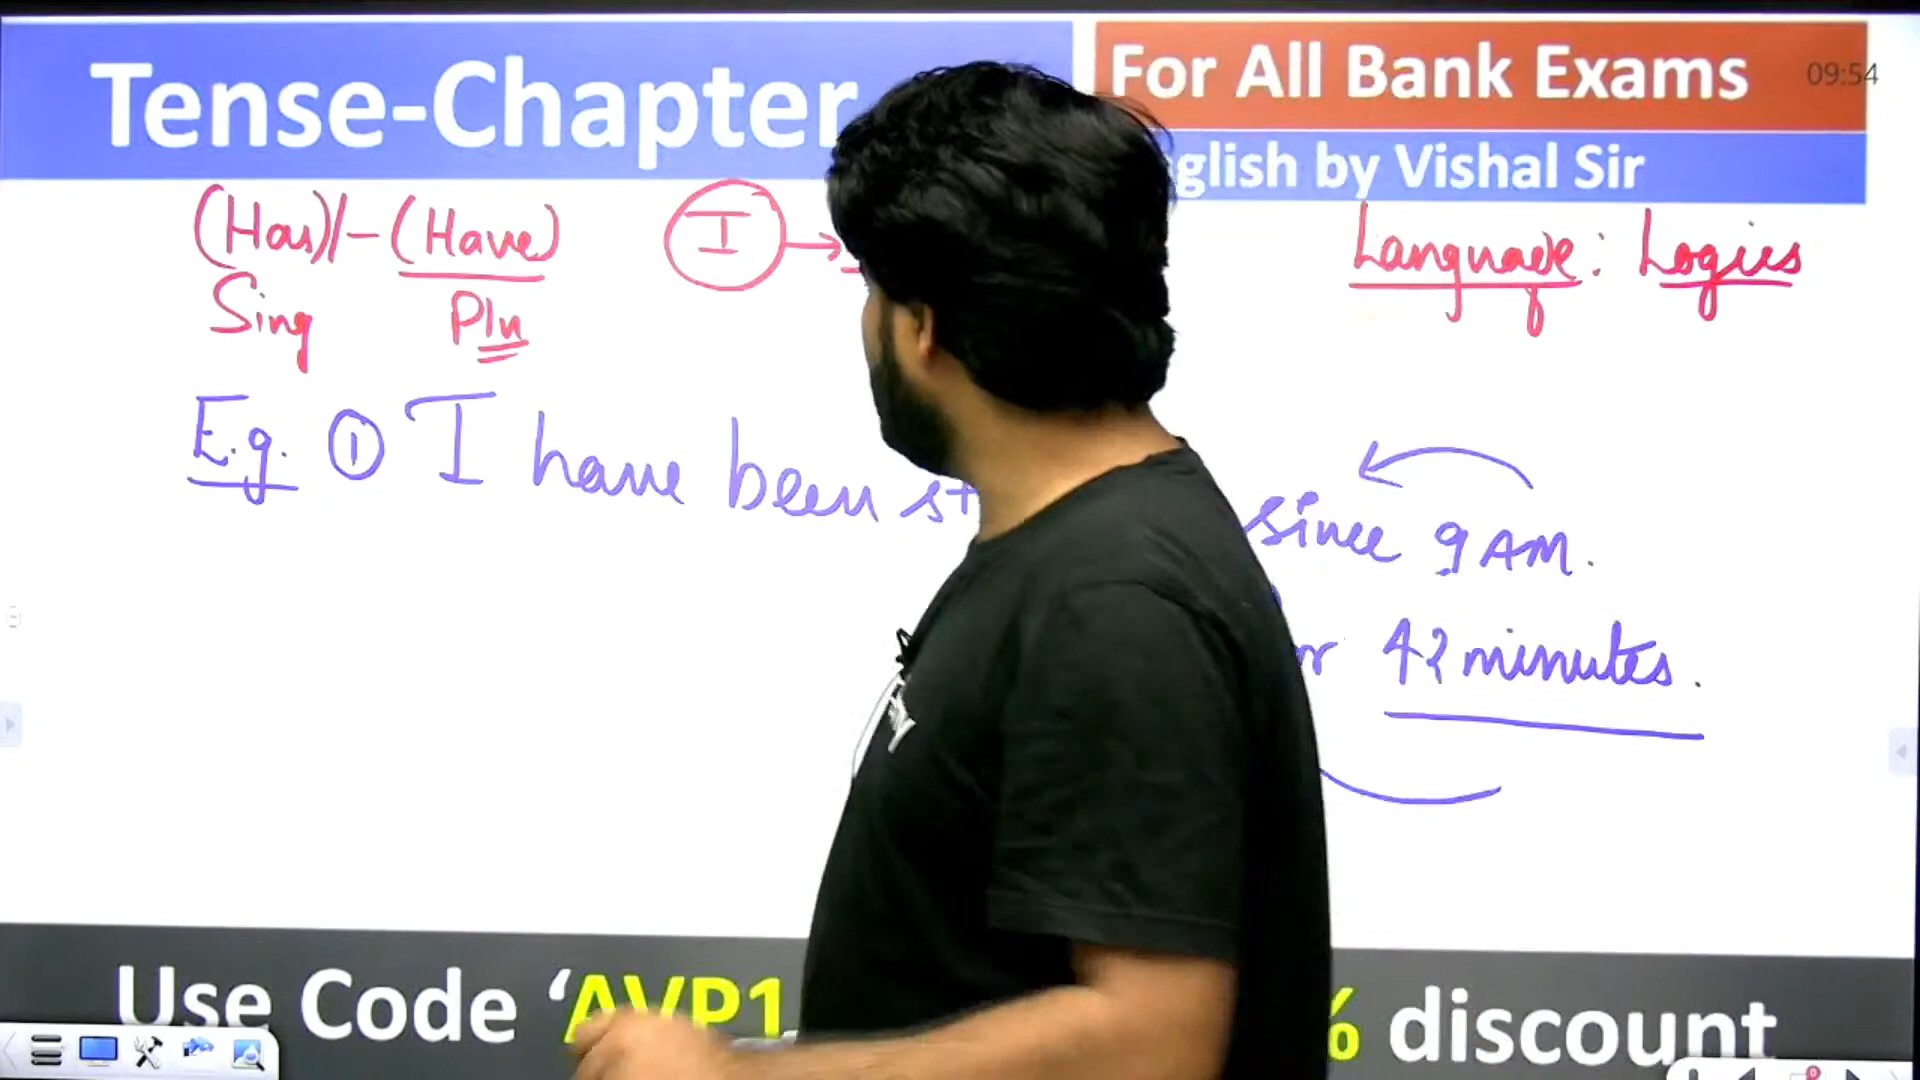 Tense-Chapter
For All Bank Exams
09:54
glish by Vishal Sir
(Has)/-(Have)
I
Language: Logics
Sing
Plu
E.g. ① I have been st
since 9 AM.
42 minutes.
Use Code ‘AVP1
% discount